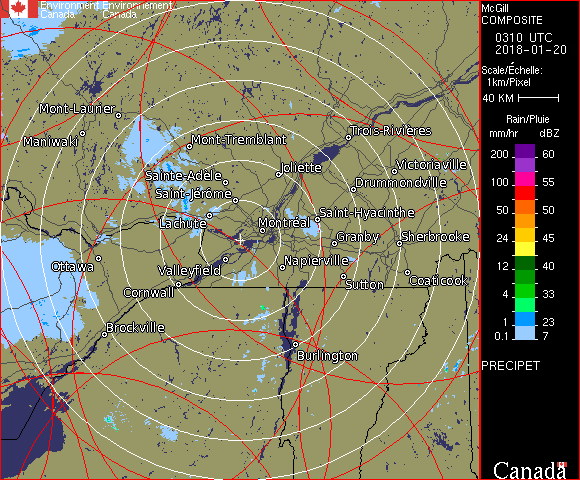 Environment Environnement
Canada Canada
McGill
COMPOSITE
0310 UTC
2018-01-20
Scale/Échelle:
1km/Pixel
40 KM
Rain/Pluie
mm/hr dBZ
200 60
55
100 55
50 50
24 45
12 40
4 33
1 23
0.1 7
PRECIPET
Canada
Mont-Laurier
Maniwaki
Mont-Tremblant
Trois-Rivières
Sainte-Adèle
Joliette
Victoriaville
Saint-Jérôme
Drummondville
Lachute
Montréal
Saint-Hyacinthe
Granby
Sherbrooke
Ottawa
Valleyfield
Napierville
Cornwall
Sutton
Coaticook
Brockville
Burlington